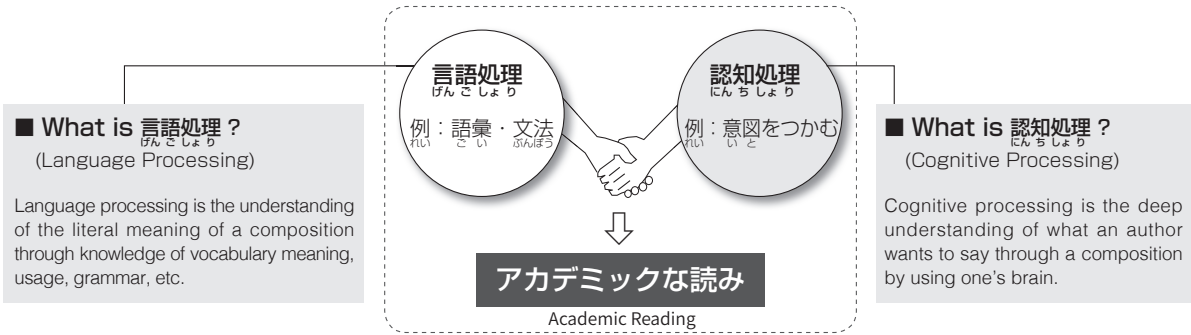 言語処理
げん ご しょ り
例：語彙・文法
れい ご い ぶんぽう
認知処理
にん ち しょ り
例：意図をつかむ
れい い と
■ What is 言語処理 ?
げん ご しょ り
(Language Processing)
Language processing is the understanding
of the literal meaning of a composition
through knowledge of vocabulary meaning,
usage, grammar, etc.
■ What is 認知処理 ?
にん ち しょ り
(Cognitive Processing)
Cognitive processing is the deep
understanding of what an author
wants to say through a composition
by using one's brain.
アカデミックな読み
Academic Reading